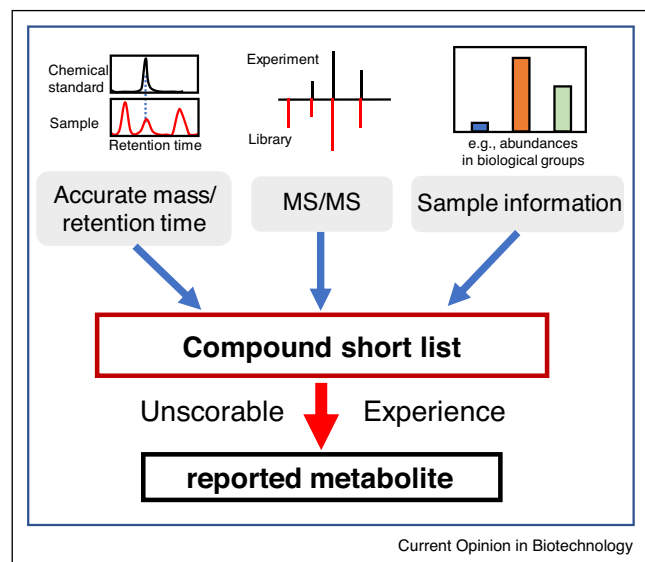 Chemical
standard
Sample
Retention time
Experiment
Library
e.g., abundances
in biological groups
Accurate mass/
retention time
MS/MS
Sample information
Compound short list
Unscorable Experience
reported metabolite
Current Opinion in Biotechnology